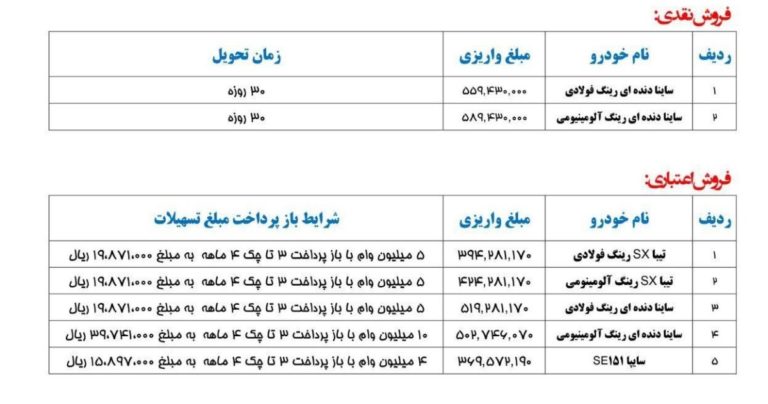 فروش نقدی:
ردیف نام خودرو مبلغ واریزی زمان تحویل
۱ ساینا دنده ای رینگ فولادی ۵۵۹,۴۳۰,۰۰۰ ۳۰ روزه
۲ ساینا دنده ای رینگ آلومینیومی ۵۸۹,۴۳۰,۰۰۰ ۳۰ روزه
فروش اعتباری:
ردیف نام خودرو مبلغ واریزی شرایط باز پرداخت مبلغ تسهیلات
۱ تیبا SX رینگ فولادی ۳۹۴,۲۸۱,۱۷۰ ۵ میلیون وام با باز پرداخت ۳ تا چک ۴ ماهه به مبلغ ۱۹،۸۷۱،۰۰۰ ریال
۲ تیبا SX رینگ آلومینومی ۴۲۴,۲۸۱,۱۷۰ ۵ میلیون وام با باز پرداخت ۳ تا چک ۴ ماهه به مبلغ ۱۹،۸۷۱،۰۰۰ ریال
۳ ساینا دنده ای رینگ فولادی ۵۱۹,۲۸۱,۱۷۰ ۵ میلیون وام با باز پرداخت ۳ تا چک ۴ ماهه به مبلغ ۱۹،۸۷۱،۰۰۰ ریال
۴ ساینا دنده ای رینگ آلومینیومی ۵۰۲,۷۴۶,۰۷۰ ۱۰ میلیون وام با باز پرداخت ۳ تا چک ۴ ماهه به مبلغ ۳۹،۷۴۱،۰۰۰ ریال
۵ سایپا SE۱۵۱ ۳۶۹,۵۷۲,۱۹۰ ۴ میلیون وام با باز پرداخت ۳ تا چک ۴ ماهه به مبلغ ۱۵،۸۹۷،۰۰۰ ریال